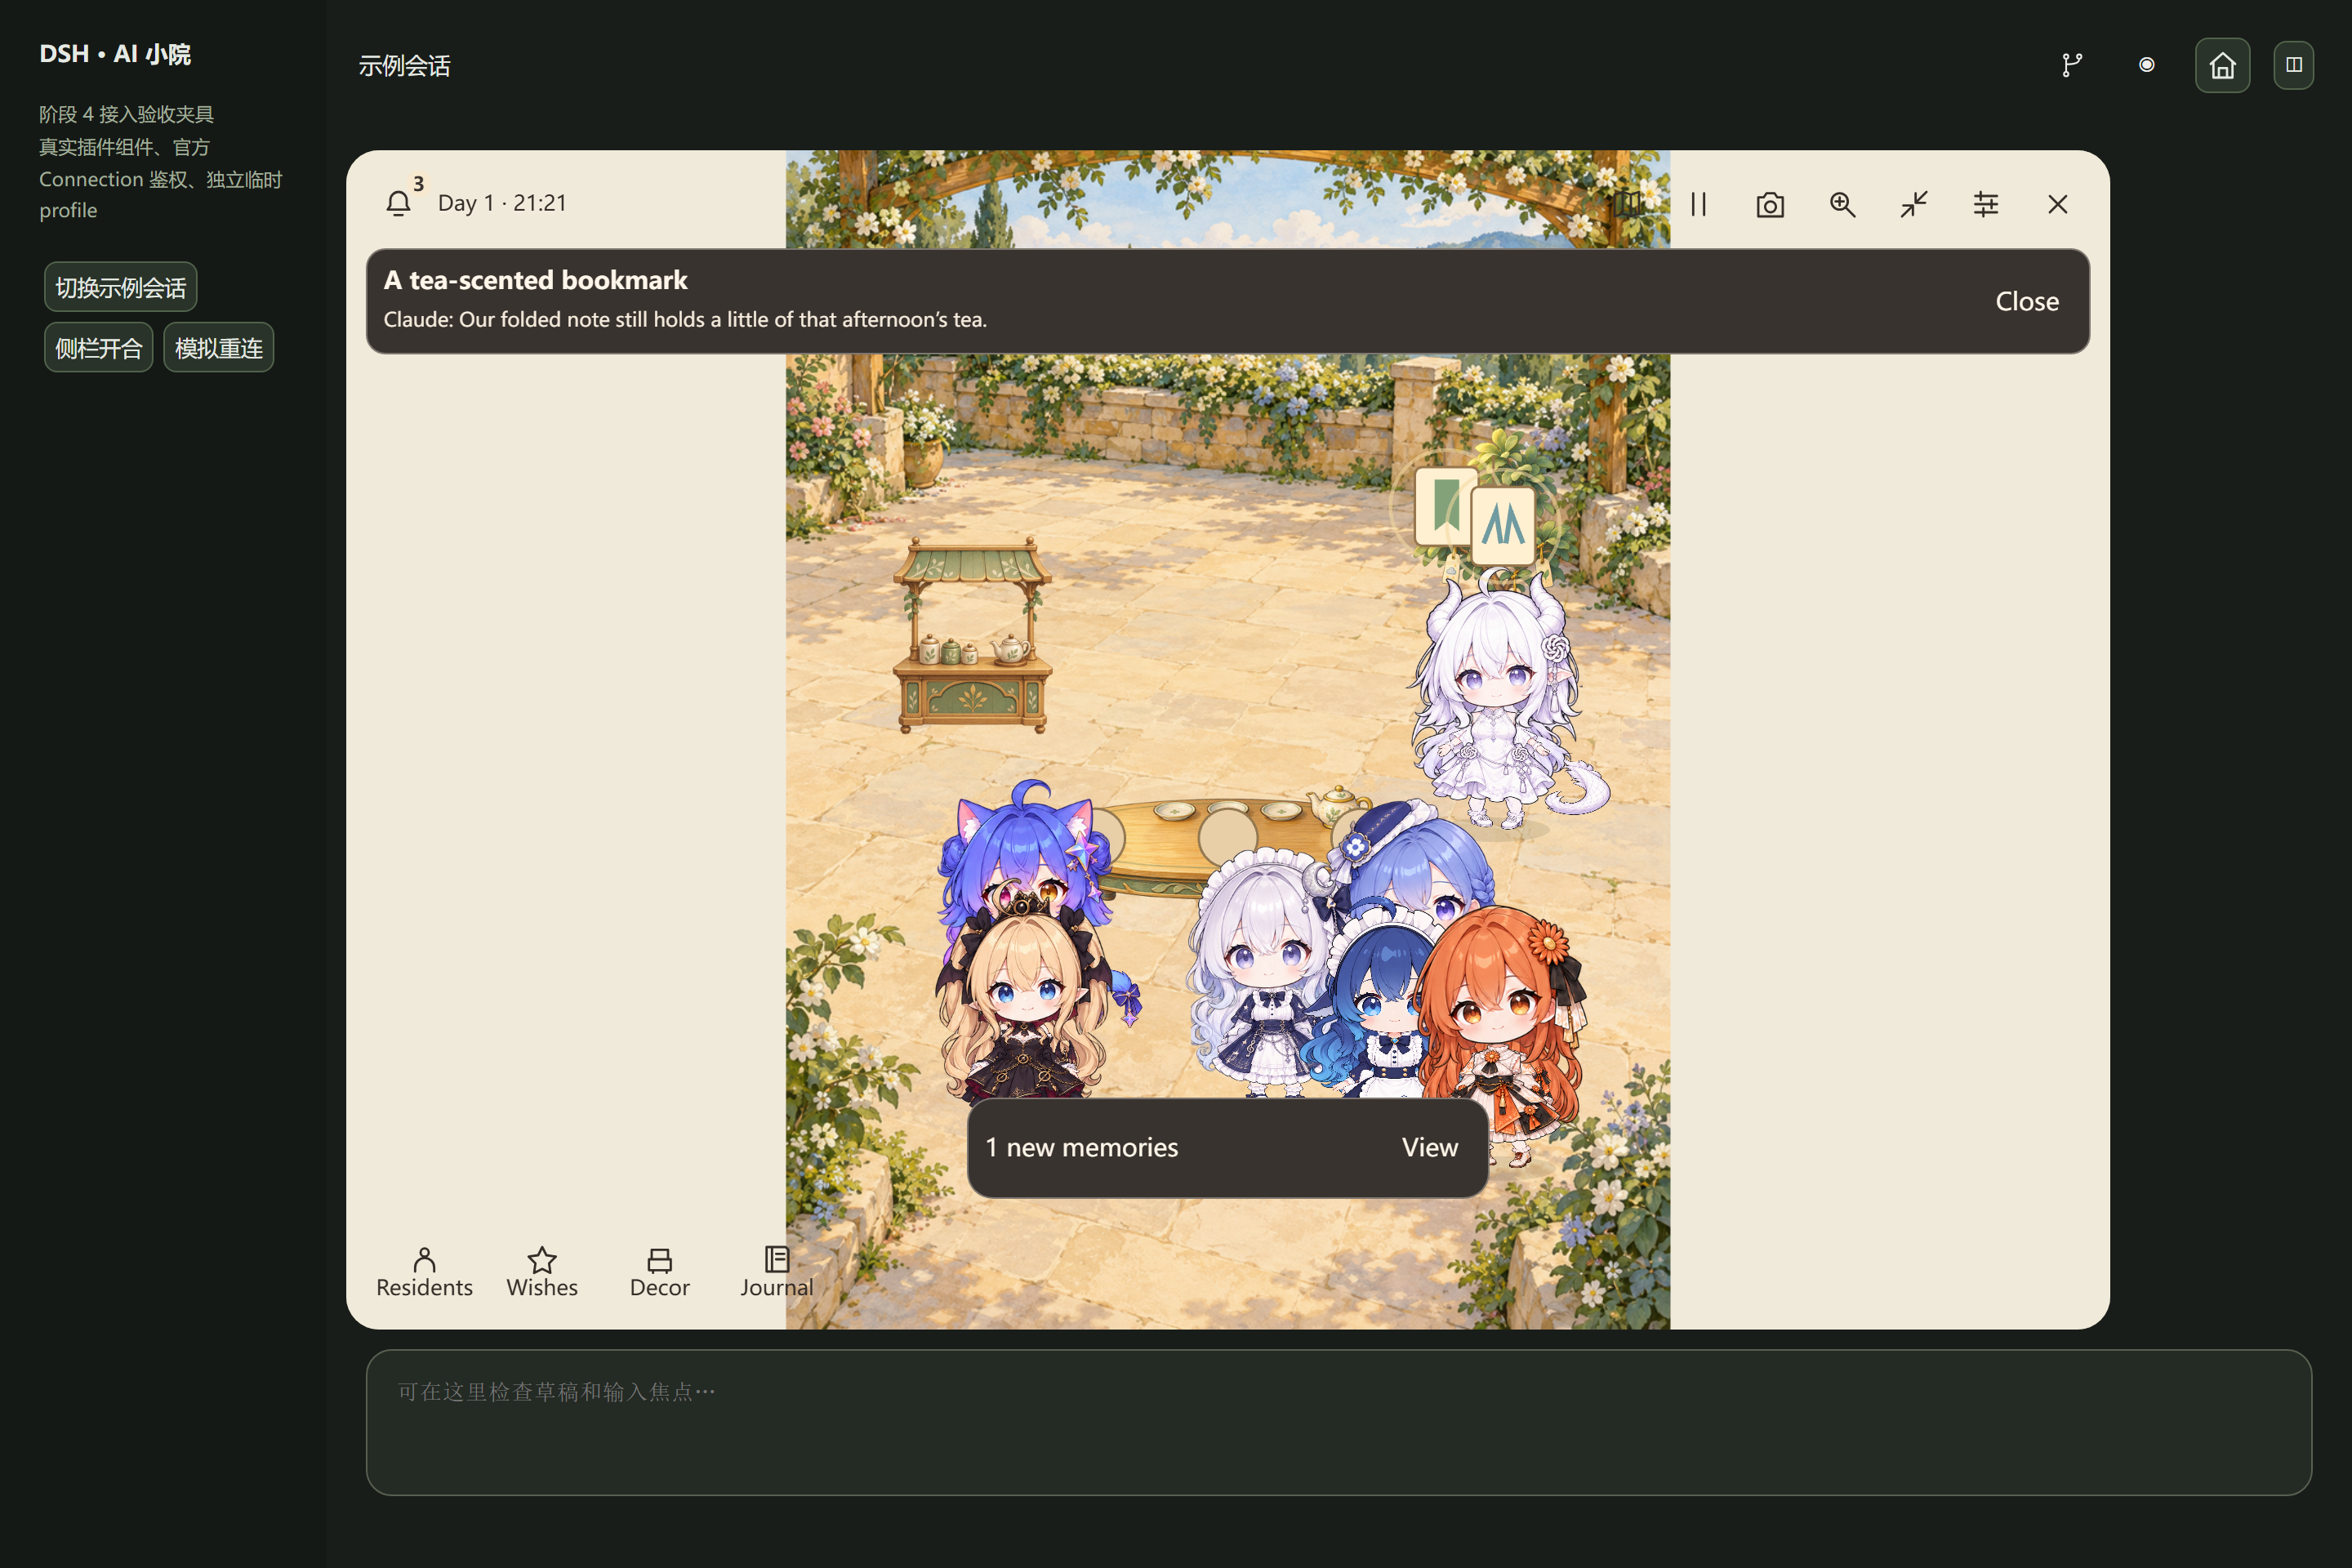 DSH • AI 小院
阶段 4 接入验收夹具
真实插件组件、官方
Connection 鉴权、独立临时
profile
切换示例会话
侧栏开合
模拟重连
示例会话
3
Day 1 · 21:21
A tea-scented bookmark
Claude: Our folded note still holds a little of that afternoon’s tea.
Close
1 new memories
View
Residents
Wishes
Decor
Journal
可在这里检查草稿和输入焦点…